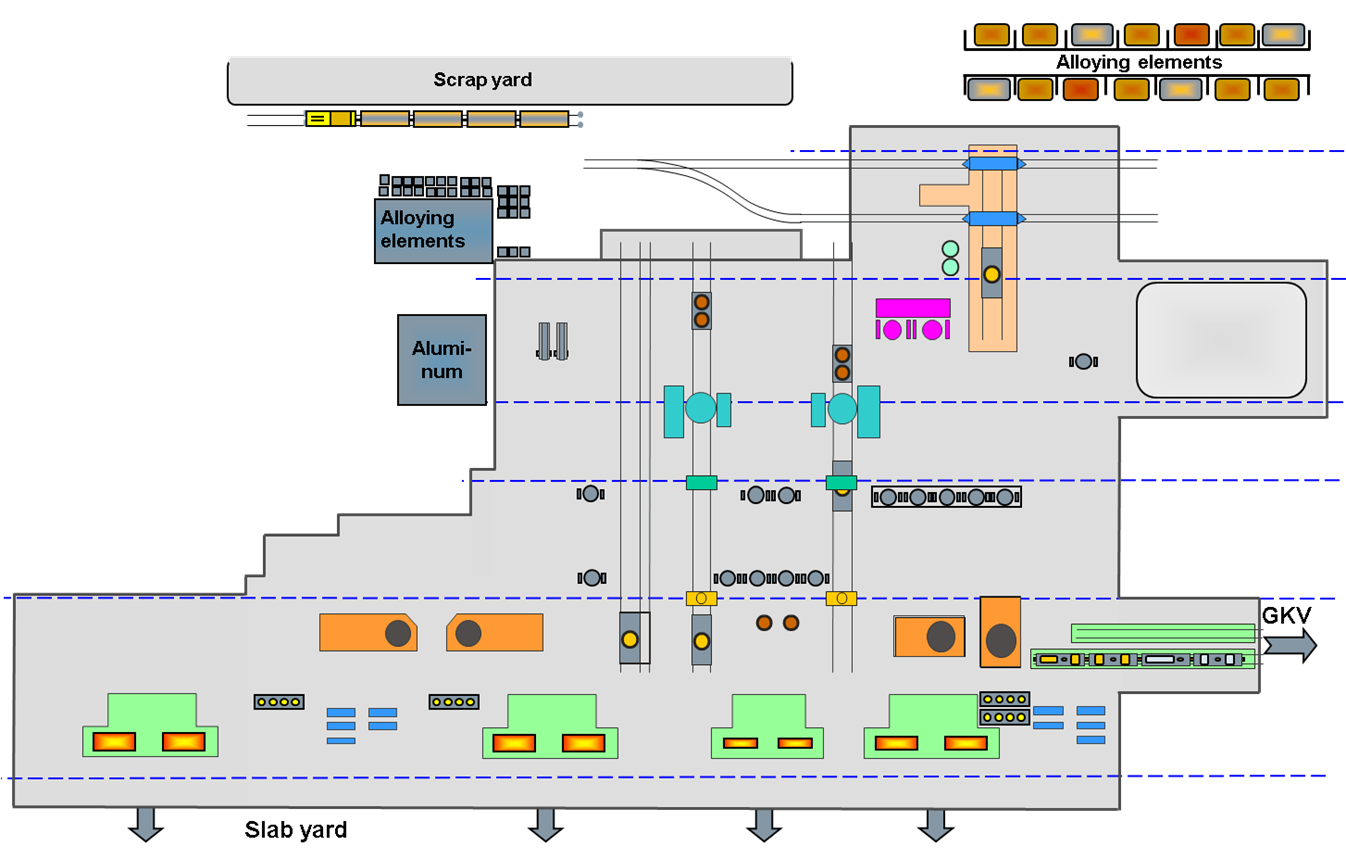 Scrap yard
Alloying elements
Alloying
elements
Alumi-
num
GKV
Slab yard